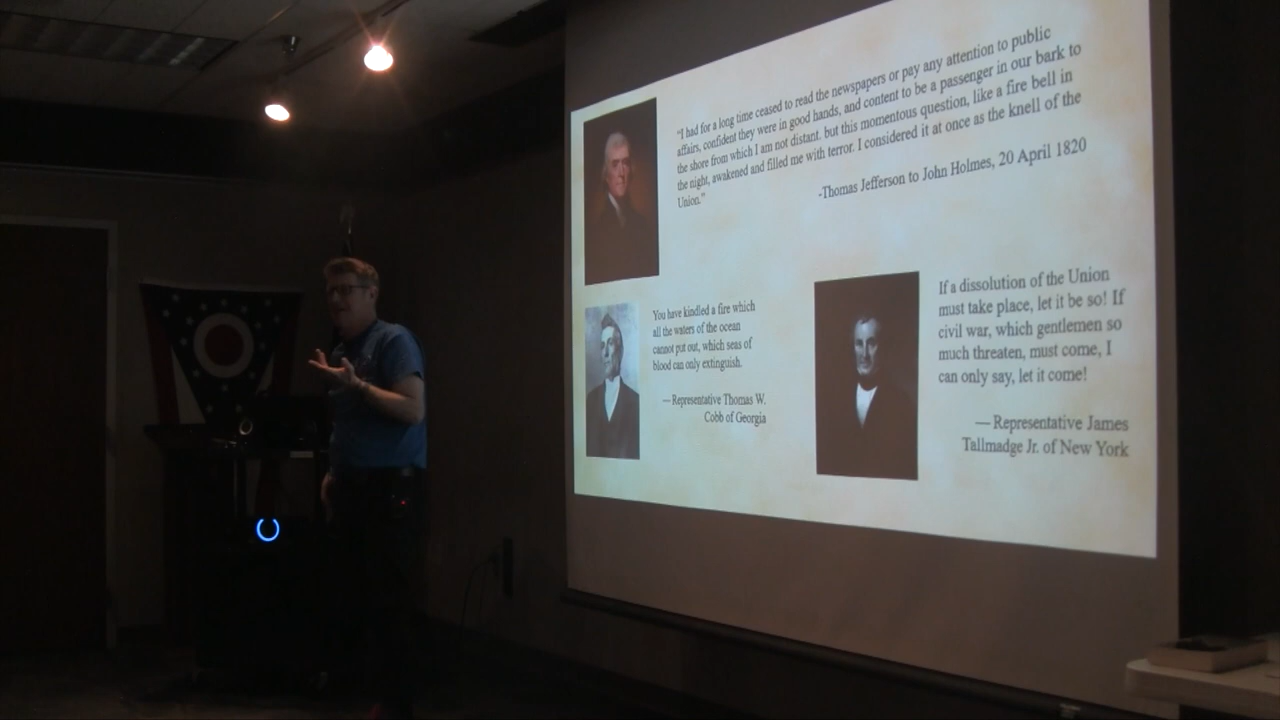 “I had for a long time ceased to read the newspapers or pay any attention to public
affairs, confident they were in good hands, and content to be a passenger in our bark to
the shore from which I am not distant. but this momentous question, like a fire bell in
the night, awakened and filled me with terror. I considered it at once as the knell of the
Union.”
-Thomas Jefferson to John Holmes, 20 April 1820
You have kindled a fire which
all the waters of the ocean
cannot put out, which seas of
blood can only extinguish.
— Representative Thomas W.
Cobb of Georgia
If a dissolution of the Union
must take place, let it be so! If
civil war, which gentlemen so
much threaten, must come, I
can only say, let it come!
— Representative James
Tallmadge Jr. of New York